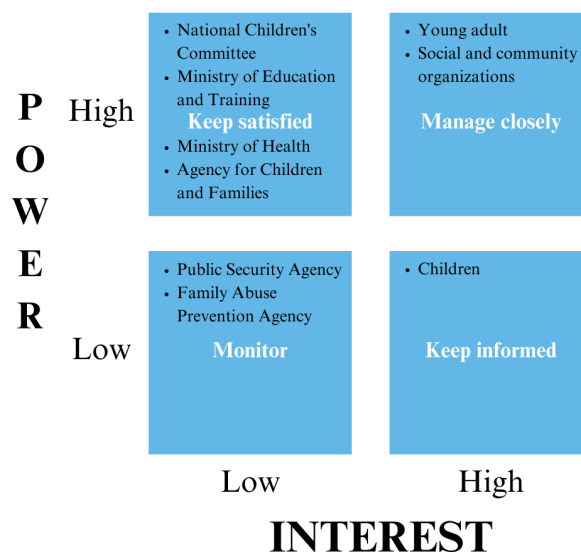 POWER
High
• National Children's
Committee
• Ministry of Education
and Training
Keep satisfied
• Ministry of Health
• Agency for Children
and Families
• Young adult
• Social and community
organizations
Manage closely
Low
• Public Security Agency
• Family Abuse
Prevention Agency
Monitor
• Children
Keep informed
Low
High
INTEREST